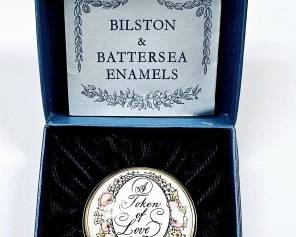 BILSTON
&
BATTERSEA
ENAMELS
A
Token
of
Love